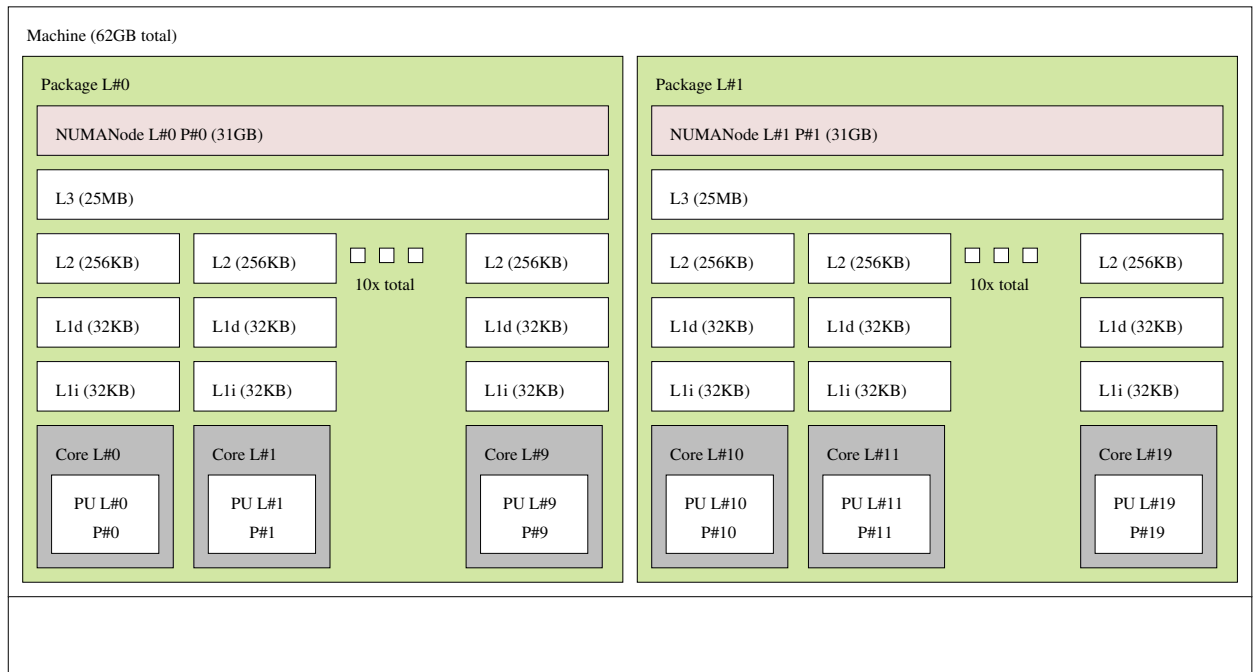 Machine (62GB total)
Package L#0
NUMANode L#0 P#0 (31GB)
L3 (25MB)
L2 (256KB) L2 (256KB) L2 (256KB)
10x total
L1d (32KB) L1d (32KB) L1d (32KB)
L1i (32KB) L1i (32KB) L1i (32KB)
Core L#0 Core L#1 Core L#9
PU L#0 PU L#1 PU L#9
P#0 P#1 P#9
Package L#1
NUMANode L#1 P#1 (31GB)
L3 (25MB)
L2 (256KB) L2 (256KB) L2 (256KB)
10x total
L1d (32KB) L1d (32KB) L1d (32KB)
L1i (32KB) L1i (32KB) L1i (32KB)
Core L#10 Core L#11 Core L#19
PU L#10 PU L#11 PU L#19
P#10 P#11 P#19